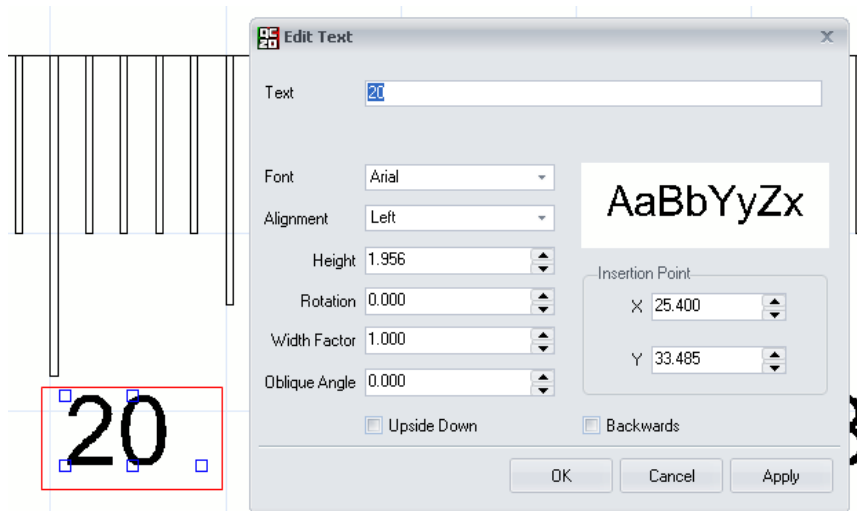 Edit Text
Text 20
Font Arial
AaBbYyZx
Alignment Left
Height 1.956
Insertion Point
Rotation 0.000
X 25.400
Width Factor 1.000
Y 33.485
Oblique Angle 0.000
Upside Down
Backwards
20
OK Cancel Apply